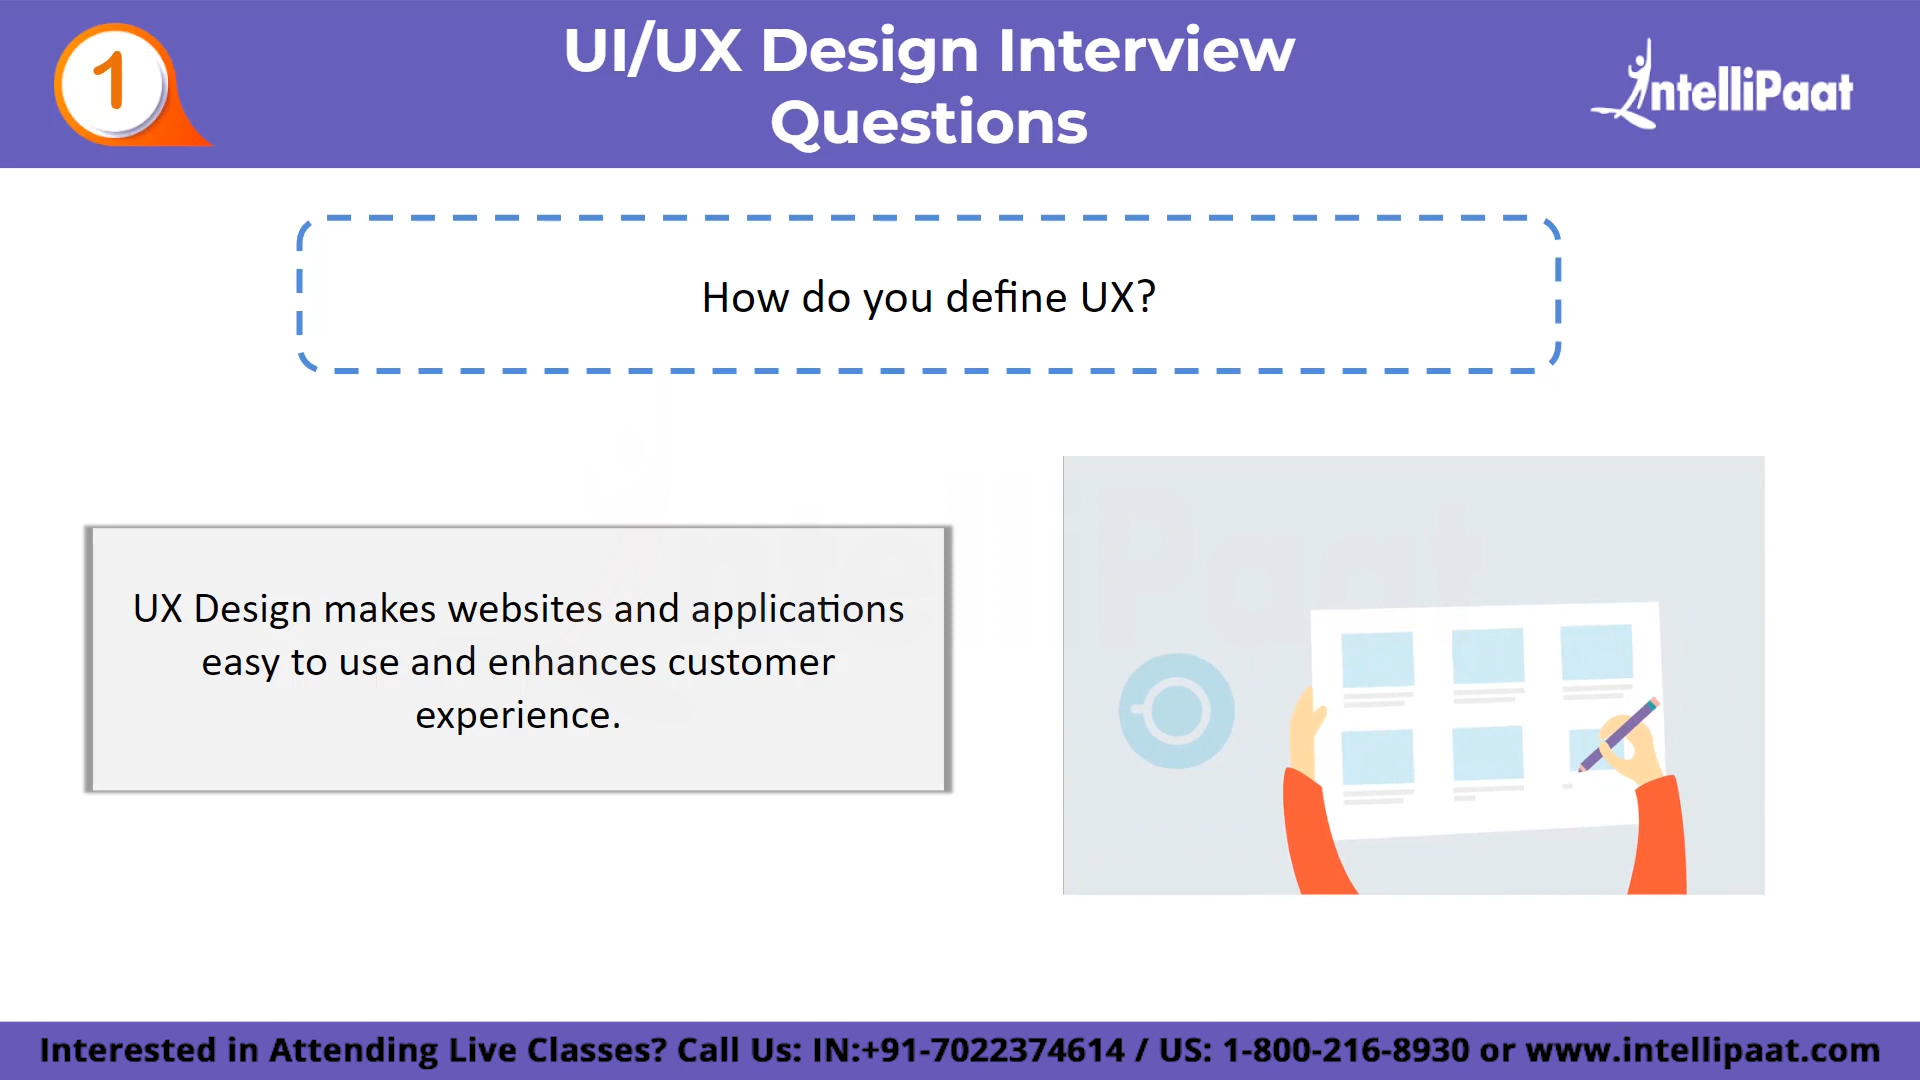 1
UI/UX Design Interview
Questions
IntelliPaat
How do you define UX?
UX Design makes websites and applications
easy to use and enhances customer
experience.
Interested in Attending Live Classes? Call Us: IN:+91-7022374614 / US: 1-800-216-8930 or www.intellipaat.com